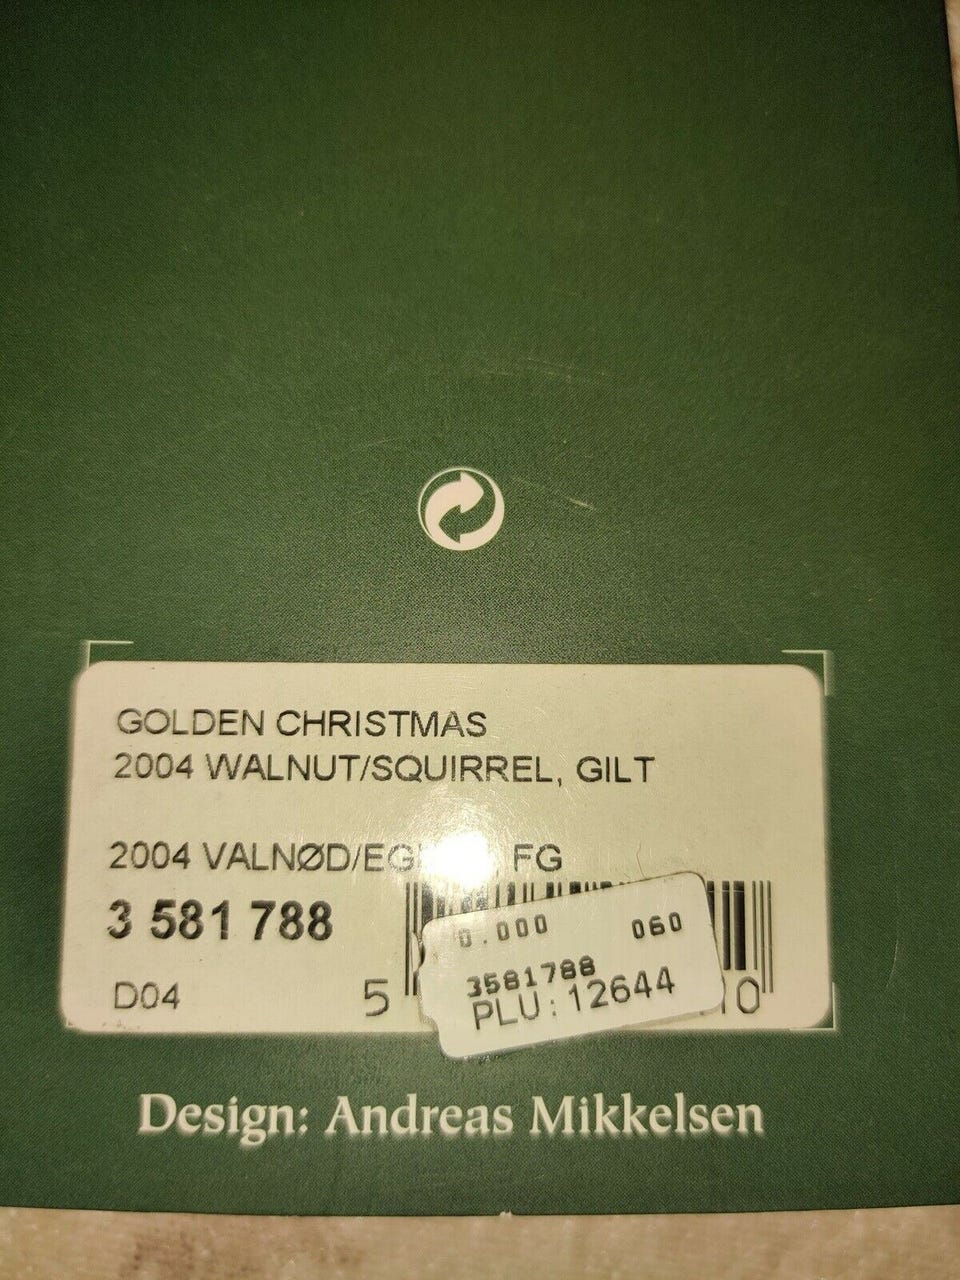 GOLDEN CHRISTMAS
2004 WALNUT/SQUIRREL, GILT
2004 VALNØD/EG FG
3 581 788
D04
5 10
0.000 060
3581788
PLU: 12644
Design: Andreas Mikkelsen